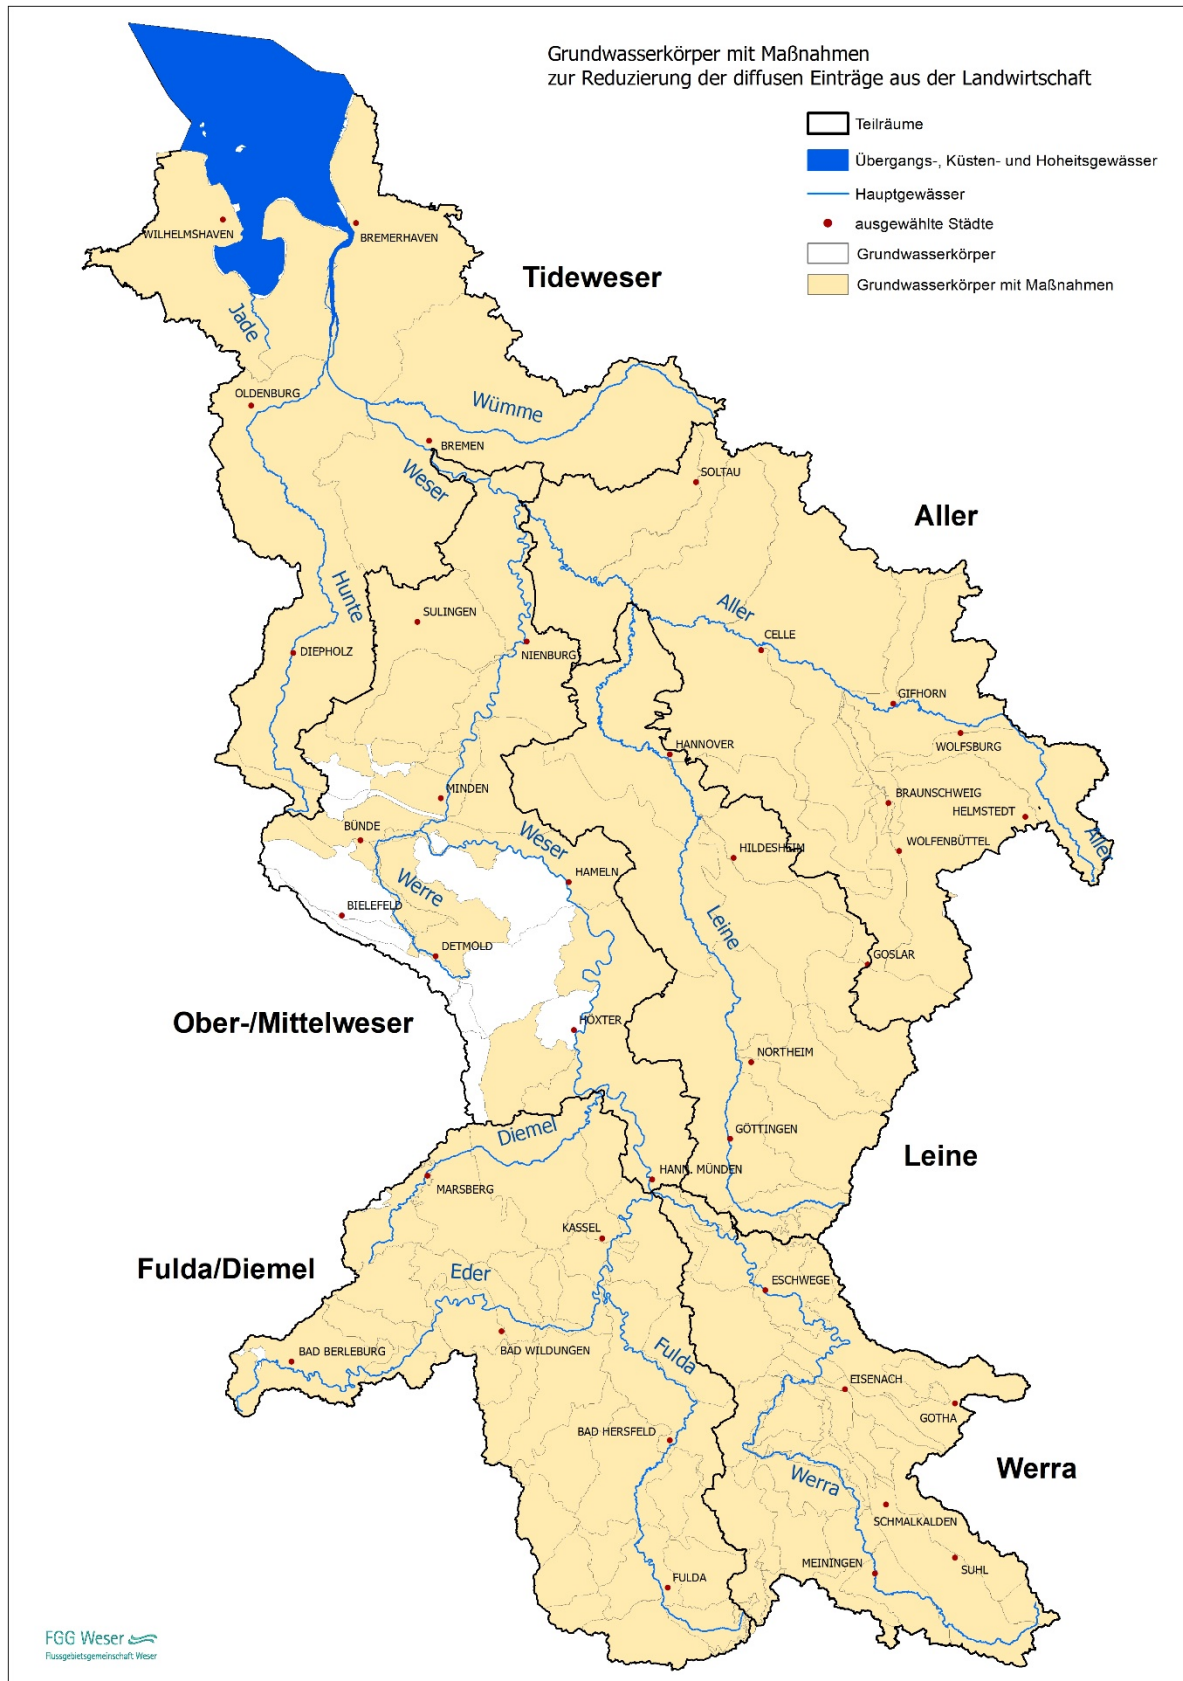 Grundwasserkörper mit Maßnahmen
zur Reduzierung der diffusen Einträge aus der Landwirtschaft
Teilräume
Übergangs-, Küsten- und Hoheitsgewässer
Hauptgewässer
ausgewählte Städte
Grundwasserkörper
Grundwasserkörper mit Maßnahmen
WILHELMSHAVEN
BREMERHAVEN
Tideweser
Jade
OLDENBURG
Wümme
BREMEN
Weser
SOLTAU
Aller
Hunte
SULINGEN
Aller
CELLE
DIEPHOLZ
NIENBURG
GIFHORN
WOLFSBURG
HANNOVER
MINDEN
BRAUNSCHWEIG
HELMSTEDT
BÜNDE
Weser
HILDESHEIM
WOLFENBÜTTEL
Aller
HAMELN
Werre
BIELEFELD
Leine
DETMOLD
GOSLAR
Ober-/Mittelweser
HÖXTER
NORTHEIM
Diemel
GÖTTINGEN
Leine
MARSBERG
HANN. MÜNDEN
KASSEL
Fulda/Diemel
Eder
ESCHWEGE
BAD BERLEBURG
BAD WILDUNGEN
Fulda
EISENACH
GOTHA
BAD HERSFELD
Werra
Werra
SCHMALKALDEN
MEININGEN
SUHL
FULDA
FGG Weser
Flussgebietsgemeinschaft Weser